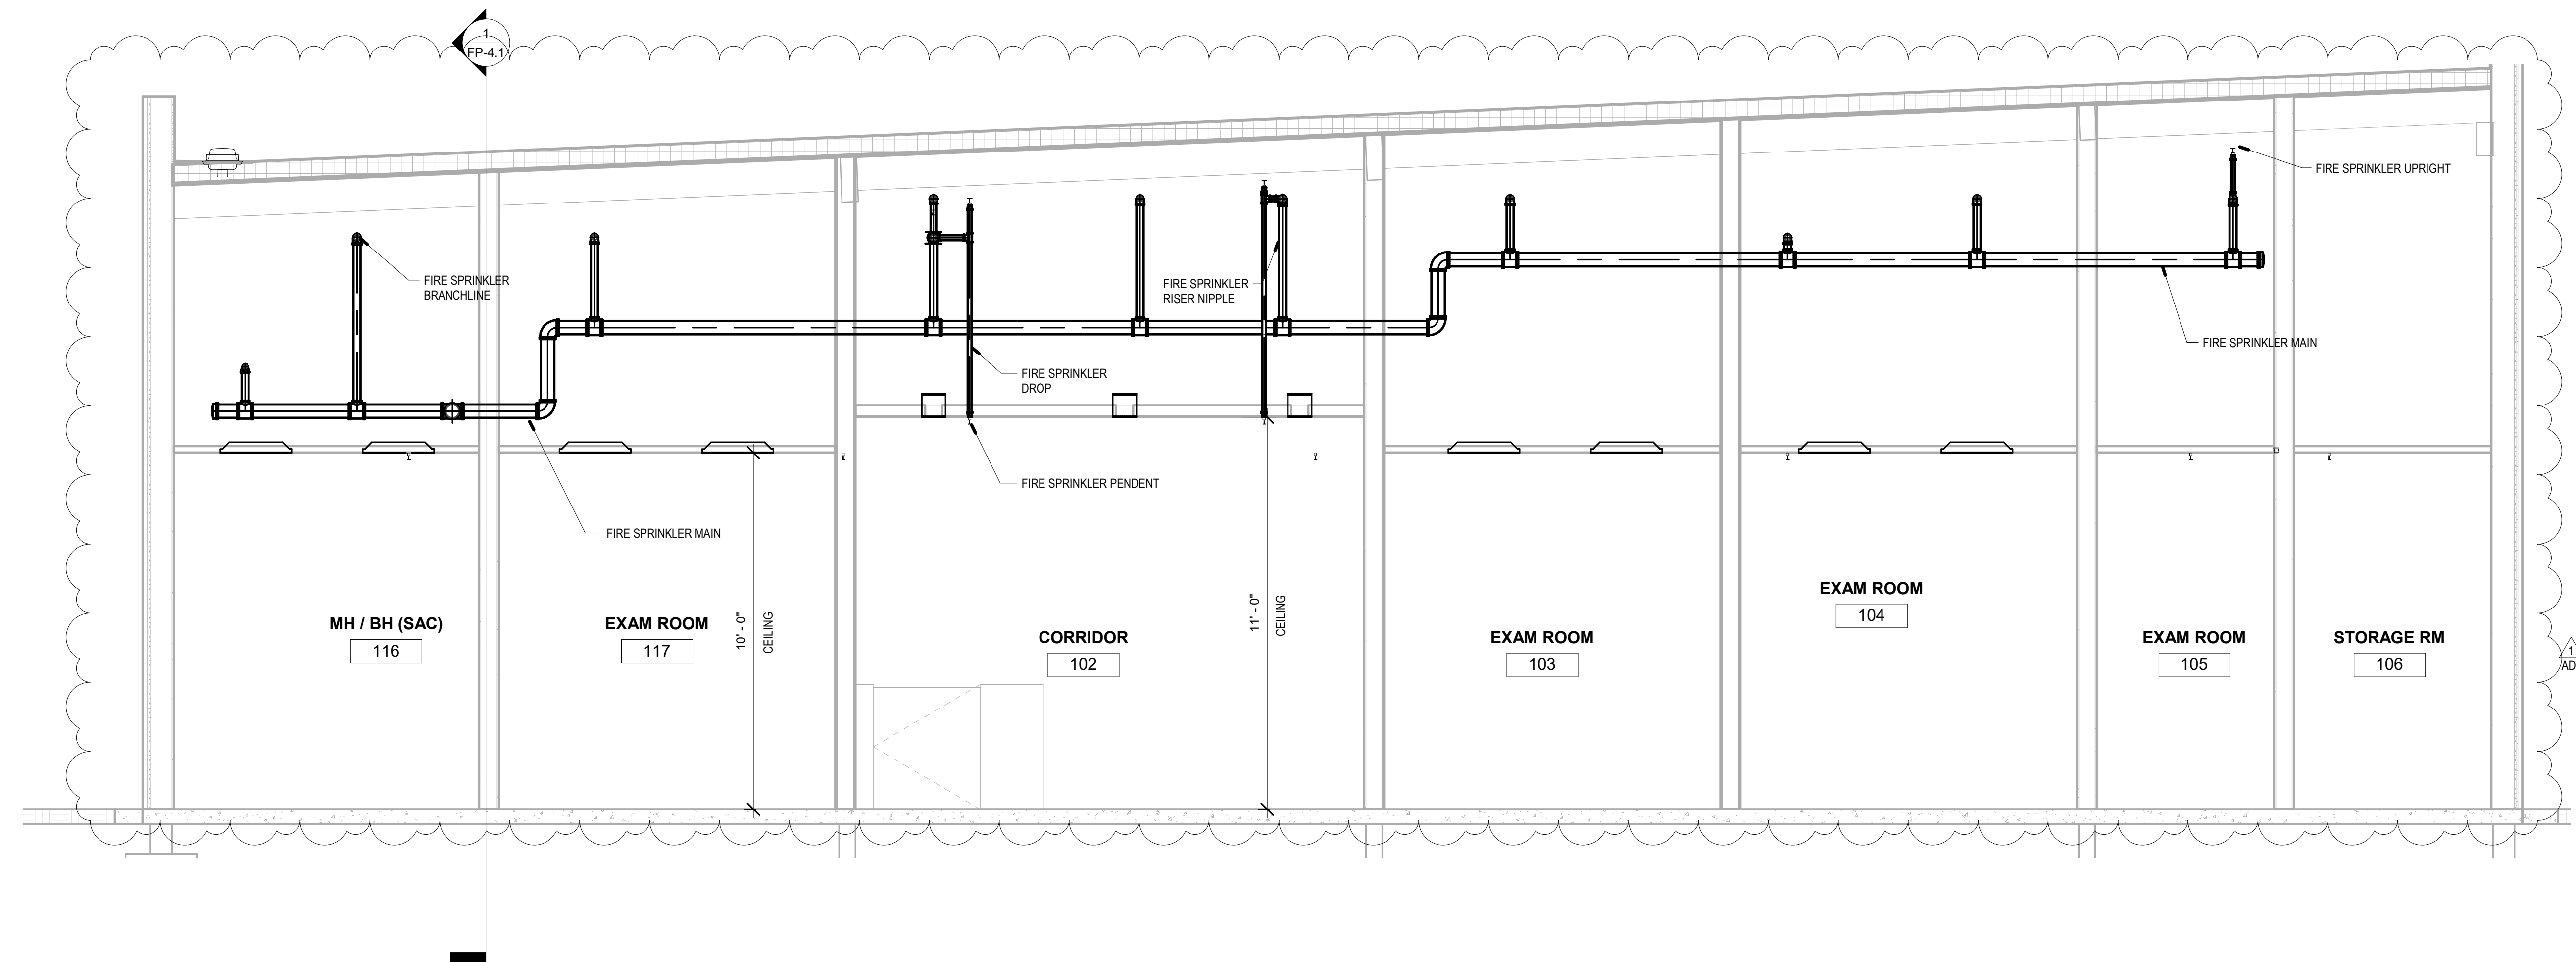 1
FP-4.1
FIRE SPRINKLER UPRIGHT
FIRE SPRINKLER
BRANCHLINE
FIRE SPRINKLER
RISER NIPPLE
FIRE SPRINKLER MAIN
FIRE SPRINKLER
DROP
FIRE SPRINKLER PENDENT
FIRE SPRINKLER MAIN
10' - 0"
CEILING
11' - 0"
CEILING
MH / BH (SAC)
116
EXAM ROOM
117
CORRIDOR
102
EXAM ROOM
103
EXAM ROOM
104
EXAM ROOM
105
STORAGE RM
106
1
AD